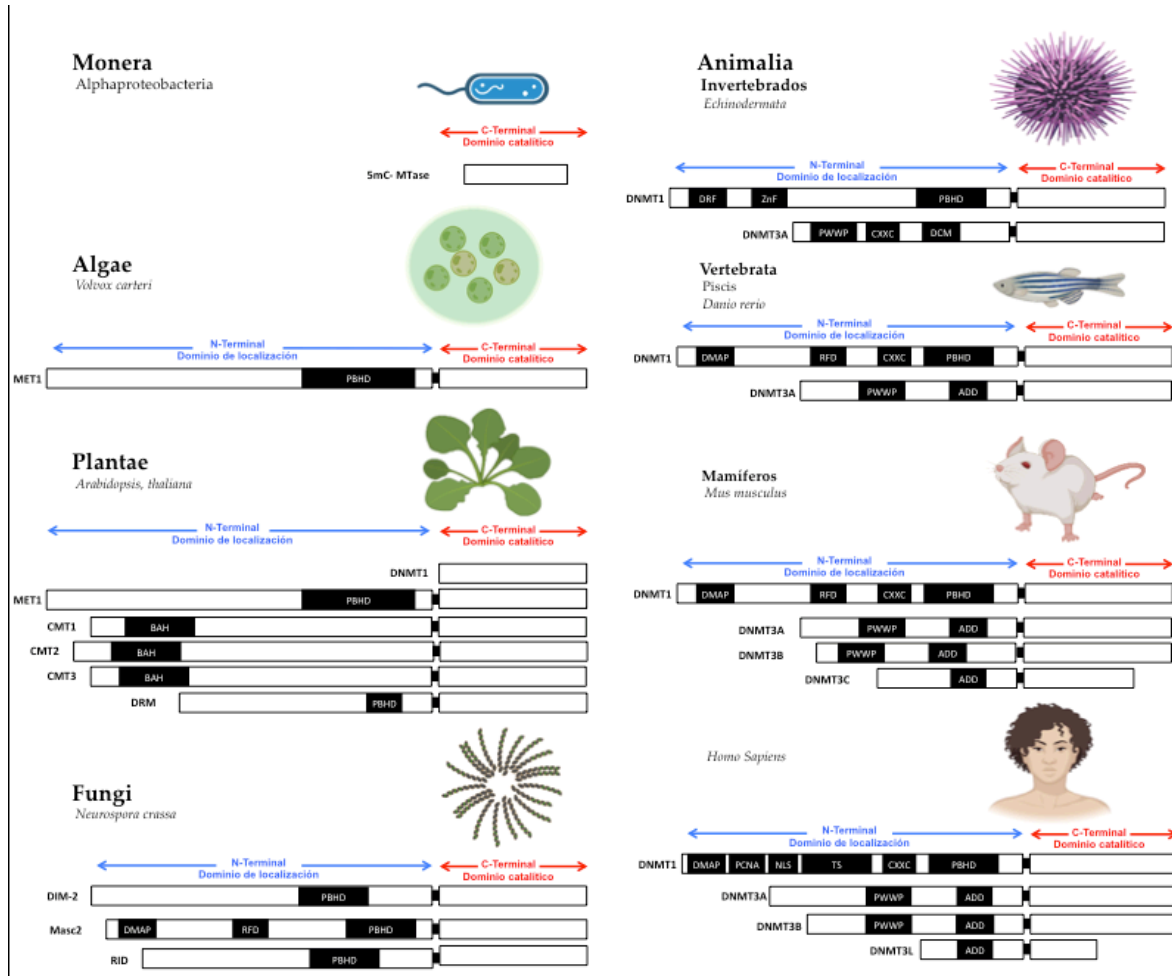 Monera
Alphaproteobacteria
C-Terminal
Dominio catalítico
5mC- MTase
Algae
Volvox carteri
N-Terminal
Dominio de localización
C-Terminal
Dominio catalítico
MET1
PBHD
Plantae
Arabidopsis, thaliana
N-Terminal
Dominio de localización
C-Terminal
Dominio catalítico
DNMT1
MET1
PBHD
CMT1
BAH
CMT2
BAH
CMT3
BAH
DRM
PBHD
Fungi
Neurospora crassa
N-Terminal
Dominio de localización
C-Terminal
Dominio catalítico
DIM-2
PBHD
Masc2
DMAP RFD PBHD
RID
PBHD
Animalia
Invertebrados
Echinodermata
N-Terminal
Dominio de localización
C-Terminal
Dominio catalítico
DNMT1
DRF ZnF PBHD
DNMT3A
PWWP CXXC DCM
Vertebrata
Piscis
Danio rerio
N-Terminal
Dominio de localización
C-Terminal
Dominio catalítico
DNMT1
DMAP RFD CXXC PBHD
DNMT3A
PWWP ADD
Mamíferos
Mus musculus
N-Terminal
Dominio de localización
C-Terminal
Dominio catalítico
DNMT1
DMAP RFD CXXC PBHD
DNMT3A
PWWP ADD
DNMT3B
PWWP ADD
DNMT3C
ADD
Homo Sapiens
N-Terminal
Dominio de localización
C-Terminal
Dominio catalítico
DNMT1
DMAP PCNA NLS TS CXXC PBHD
DNMT3A
PWWP ADD
DNMT3B
PWWP ADD
DNMT3L
ADD